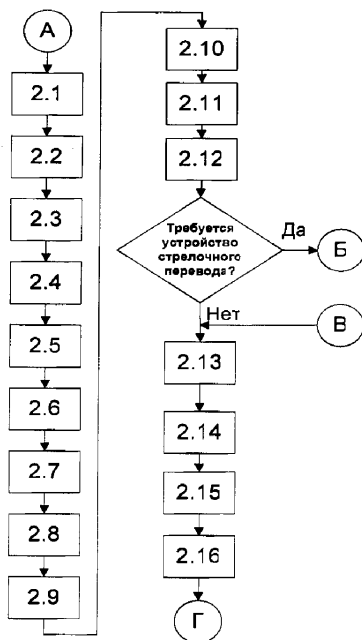 А
2.1
2.2
2.3
2.4
2.5
2.6
2.7
2.8
2.9
2.10
2.11
2.12
Требуется
устройство
стрелочного
перевода?
Да
Б
Нет
В
2.13
2.14
2.15
2.16
Г